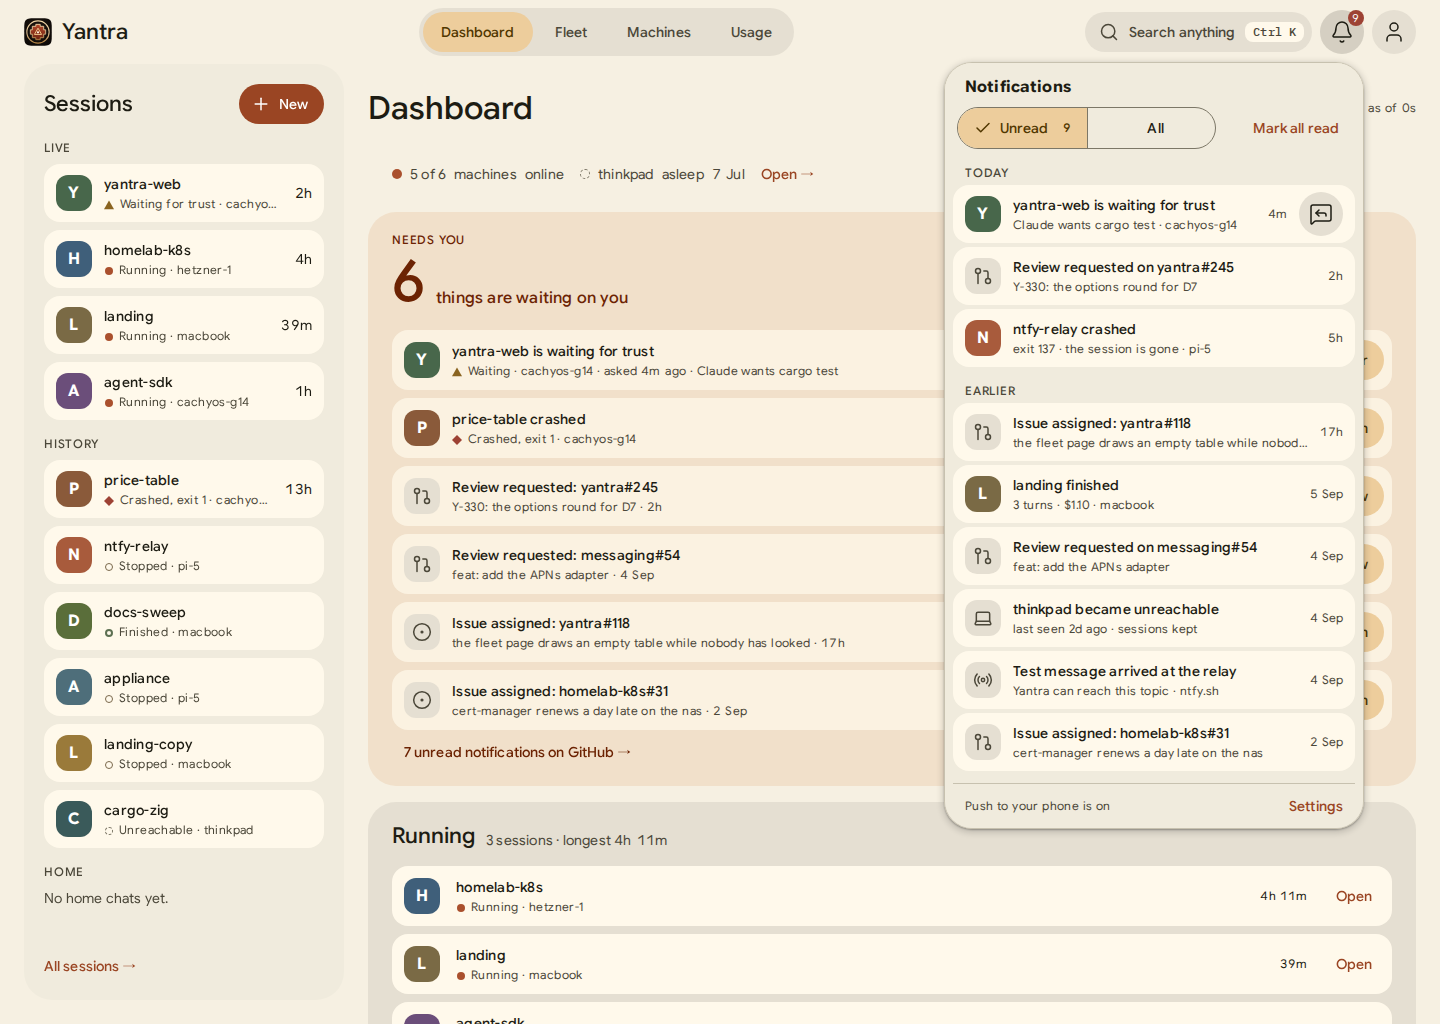 Yantra
Dashboard
Fleet
Machines
Usage
Search anything
Ctrl K
9
Sessions
New
LIVE
Y
yantra-web
Waiting for trust · cachyo...
2h
H
homelab-k8s
Running · hetzner-1
4h
L
landing
Running · macbook
39m
A
agent-sdk
Running · cachyos-g14
1h
HISTORY
P
price-table
Crashed, exit 1 · cachyo...
13h
N
ntfy-relay
Stopped · pi-5
D
docs-sweep
Finished · macbook
A
appliance
Stopped · pi-5
L
landing-copy
Stopped · macbook
C
cargo-zig
Unreachable · thinkpad
HOME
No home chats yet.
All sessions →
Dashboard
as of 0s
5 of 6 machines online
thinkpad asleep 7 Jul
Open →
NEEDS YOU
6 things are waiting on you
Y
yantra-web is waiting for trust
Waiting · cachyos-g14 · asked 4m ago · Claude wants cargo test
P
price-table crashed
Crashed, exit 1 · cachyos-g14
Review requested: yantra#245
Y-330: the options round for D7 · 2h
Review requested: messaging#54
feat: add the APNs adapter · 4 Sep
Issue assigned: yantra#118
the fleet page draws an empty table while nobody has looked · 17h
Issue assigned: homelab-k8s#31
cert-manager renews a day late on the nas · 2 Sep
7 unread notifications on GitHub →
Running
3 sessions · longest 4h 11m
H
homelab-k8s
Running · hetzner-1
4h 11m
Open
L
landing
Running · macbook
39m
Open
agent-sdk
Notifications
Unread 9
All
Mark all read
TODAY
Y
yantra-web is waiting for trust
Claude wants cargo test · cachyos-g14
4m
Review requested on yantra#245
Y-330: the options round for D7
2h
N
ntfy-relay crashed
exit 137 · the session is gone · pi-5
5h
EARLIER
Issue assigned: yantra#118
the fleet page draws an empty table while nobod...
17h
L
landing finished
3 turns · $1.10 · macbook
5 Sep
Review requested on messaging#54
feat: add the APNs adapter
4 Sep
thinkpad became unreachable
last seen 2d ago · sessions kept
4 Sep
Test message arrived at the relay
Yantra can reach this topic · ntfy.sh
4 Sep
Issue assigned: homelab-k8s#31
cert-manager renews a day late on the nas
2 Sep
Push to your phone is on
Settings